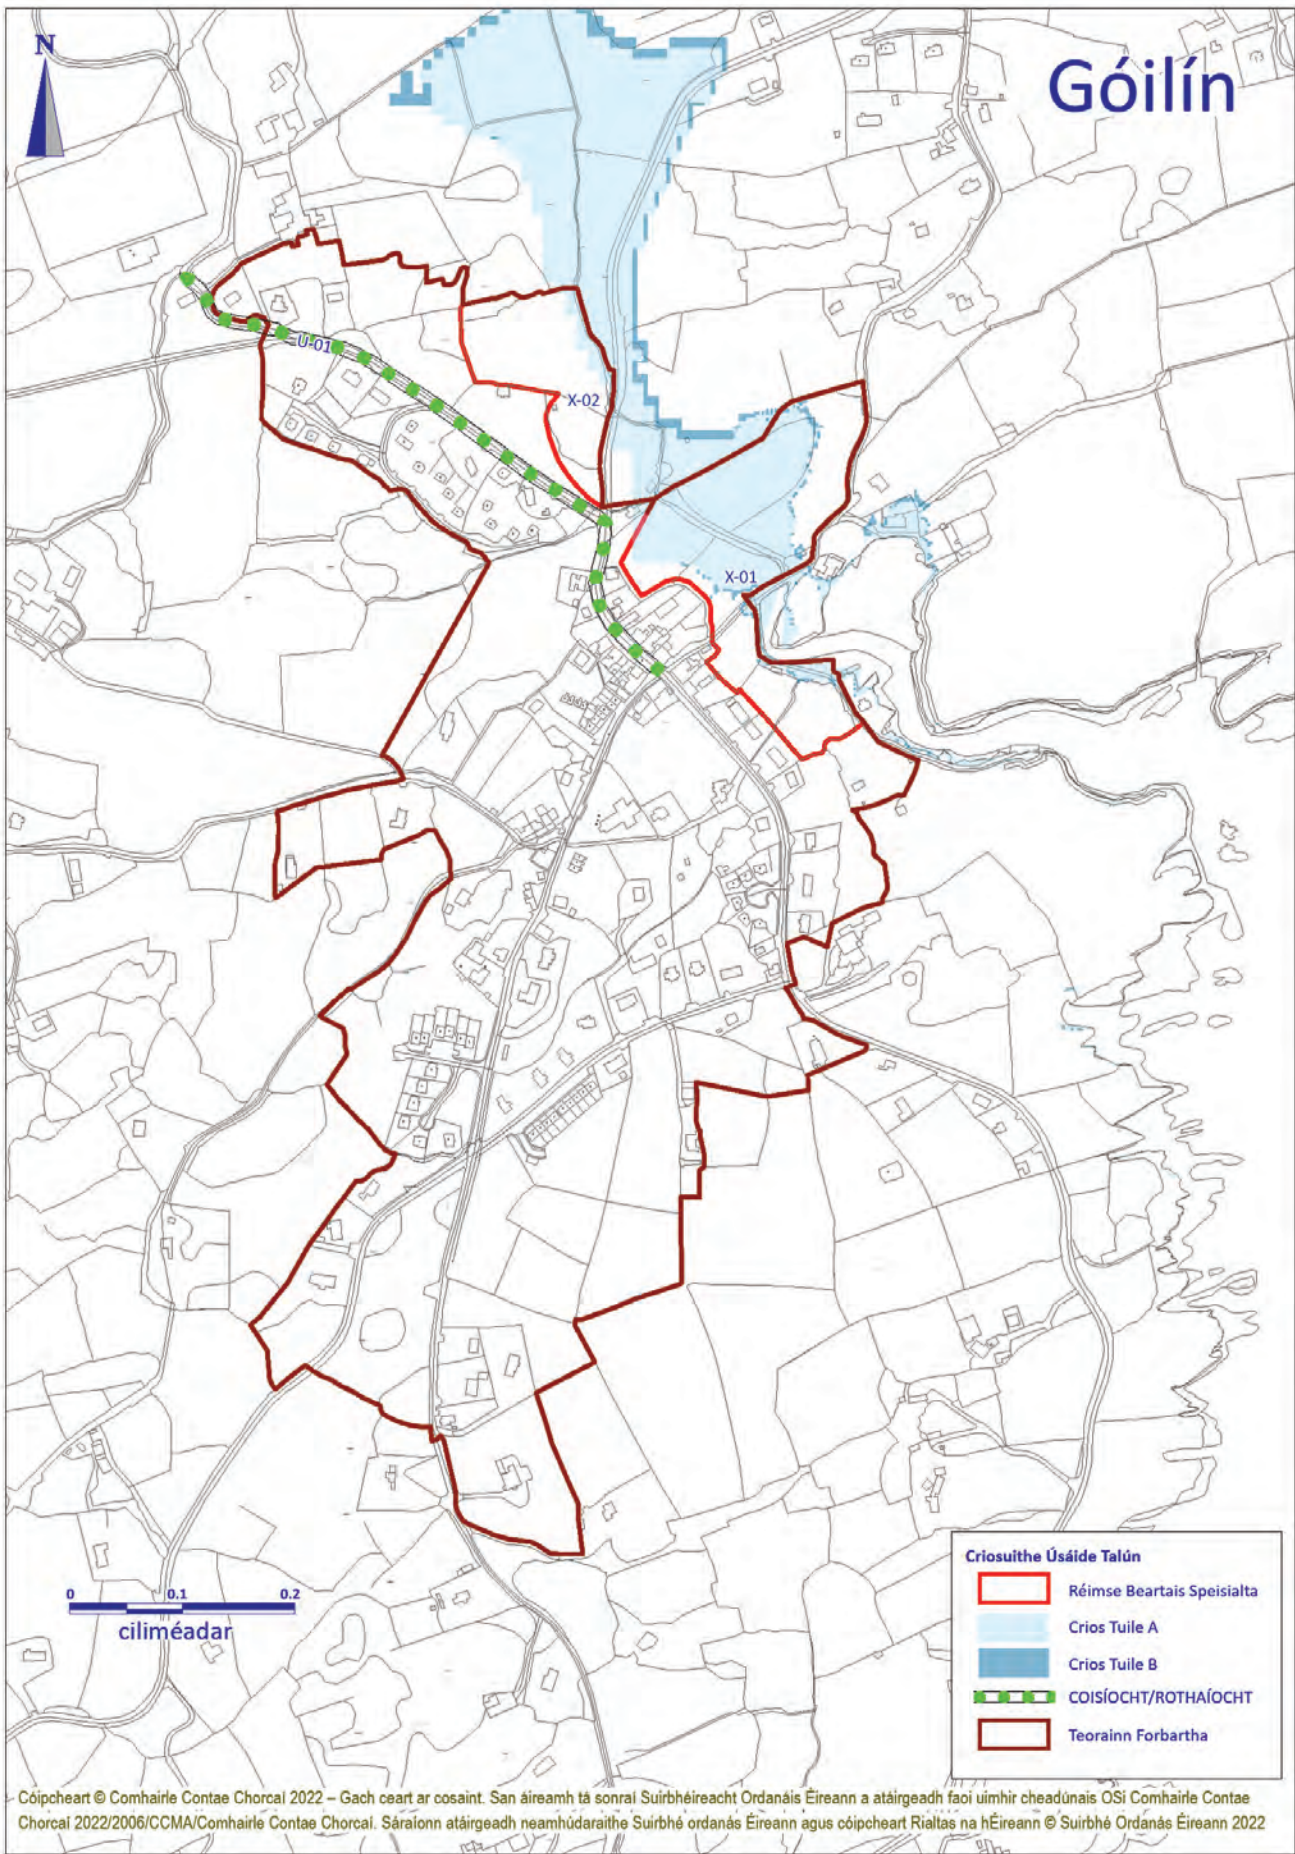 N
Góilín
U-01
X-02
X-01
0 0.1 0.2
ciliméadar
Criosuithe Úsáide Talún
Réimse Beartais Speisialta
Crios Tuile A
Crios Tuile B
COISÍOCHT/ROTHAÍOCHT
Teorainn Forbartha
Cóipcheart © Comhairle Contae Chorcaí 2022 – Gach ceart ar cosaint. San áireamh tá sonraí Suirbhéireacht Ordanáis Éireann a atáirgeadh faoi uimhir cheadúnais OSi Comhairle Contae
Chorcaí 2022/2006/CCMA/Comhairle Contae Chorcaí. Sáraíonn atáirgeadh neamhúdaraithe Suirbhé ordanás Éireann agus cóipcheart Rialtas na hÉireann © Suirbhé Ordanás Éireann 2022